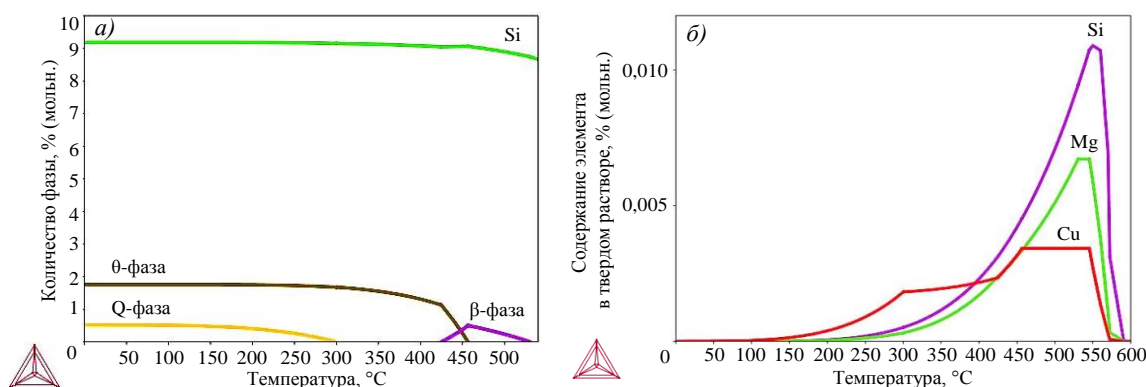 а)
Количество фазы, % (мольн.)
10
9
8
7
6
5
4
3
2
1
0
Si
θ-фаза
Q-фаза
β-фаза
50 100 150 200 250 300 350 400 450 500
Температура, °C
б)
Содержание элемента
в твердом растворе, % (мольн.)
0,010
0,005
Si
Mg
Cu
0 50 100 150 200 250 300 350 400 450 500 550 600
Температура, °C